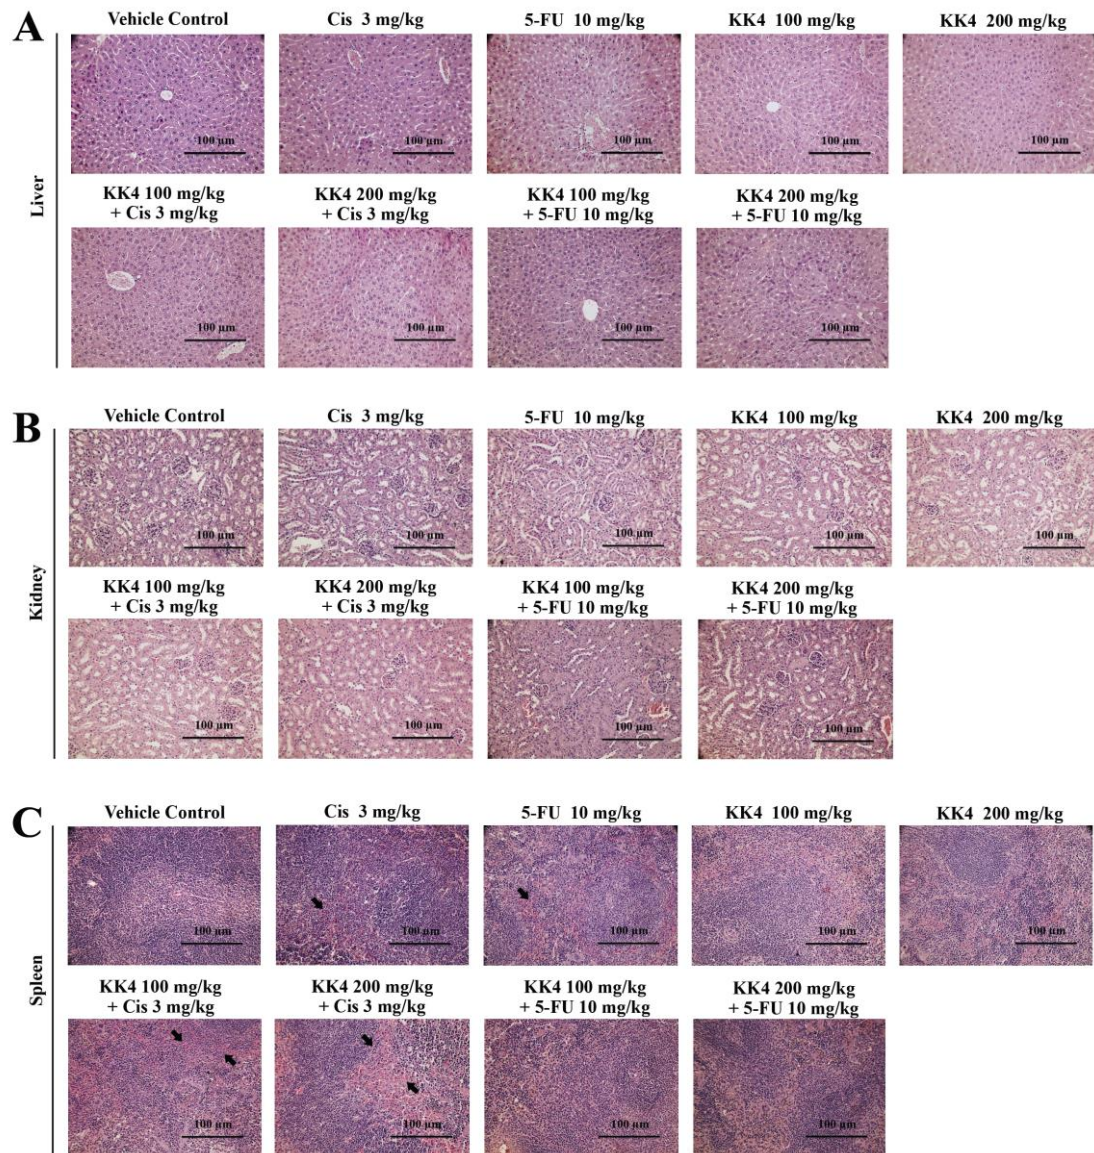 A
Liver
Vehicle Control
Cis 3 mg/kg
5-FU 10 mg/kg
KK4 100 mg/kg
KK4 200 mg/kg
100 µm
100 µm
100 µm
100 µm
100 µm
KK4 100 mg/kg
+ Cis 3 mg/kg
KK4 200 mg/kg
+ Cis 3 mg/kg
KK4 100 mg/kg
+ 5-FU 10 mg/kg
KK4 200 mg/kg
+ 5-FU 10 mg/kg
100 µm
100 µm
100 µm
100 µm
B
Kidney
Vehicle Control
Cis 3 mg/kg
5-FU 10 mg/kg
KK4 100 mg/kg
KK4 200 mg/kg
100 µm
100 µm
100 µm
100 µm
100 µm
KK4 100 mg/kg
+ Cis 3 mg/kg
KK4 200 mg/kg
+ Cis 3 mg/kg
KK4 100 mg/kg
+ 5-FU 10 mg/kg
KK4 200 mg/kg
+ 5-FU 10 mg/kg
100 µm
100 µm
100 µm
100 µm
C
Spleen
Vehicle Control
Cis 3 mg/kg
5-FU 10 mg/kg
KK4 100 mg/kg
KK4 200 mg/kg
100 µm
100 µm
100 µm
100 µm
100 µm
KK4 100 mg/kg
+ Cis 3 mg/kg
KK4 200 mg/kg
+ Cis 3 mg/kg
KK4 100 mg/kg
+ 5-FU 10 mg/kg
KK4 200 mg/kg
+ 5-FU 10 mg/kg
100 µm
100 µm
100 µm
100 µm